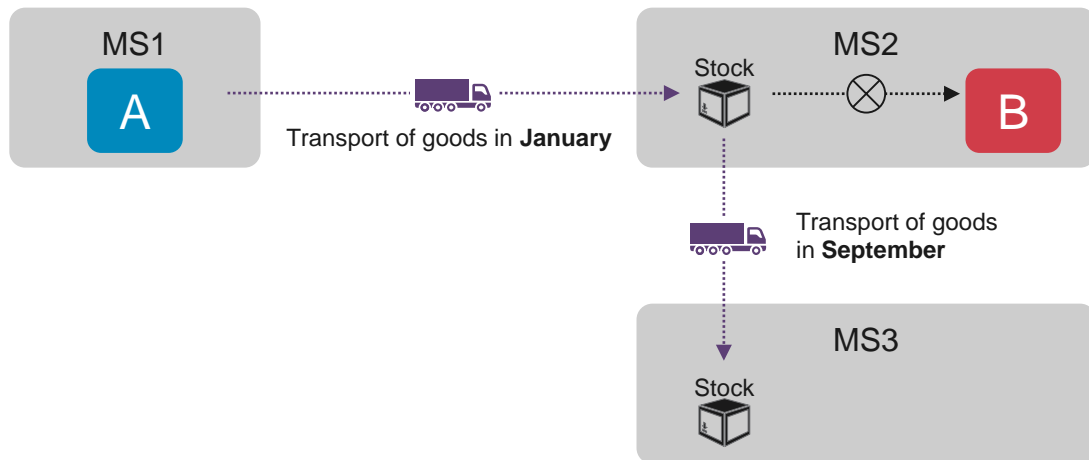 MS1
A
Transport of goods in January
MS2
Stock
B
Transport of goods
in September
MS3
Stock